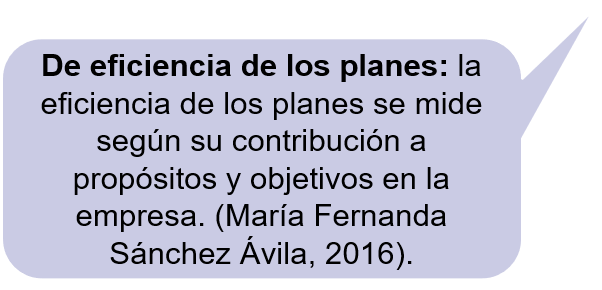 De eficiencia de los planes: la
eficiencia de los planes se mide
según su contribución a
propósitos y objetivos en la
empresa. (María Fernanda
Sánchez Ávila, 2016).